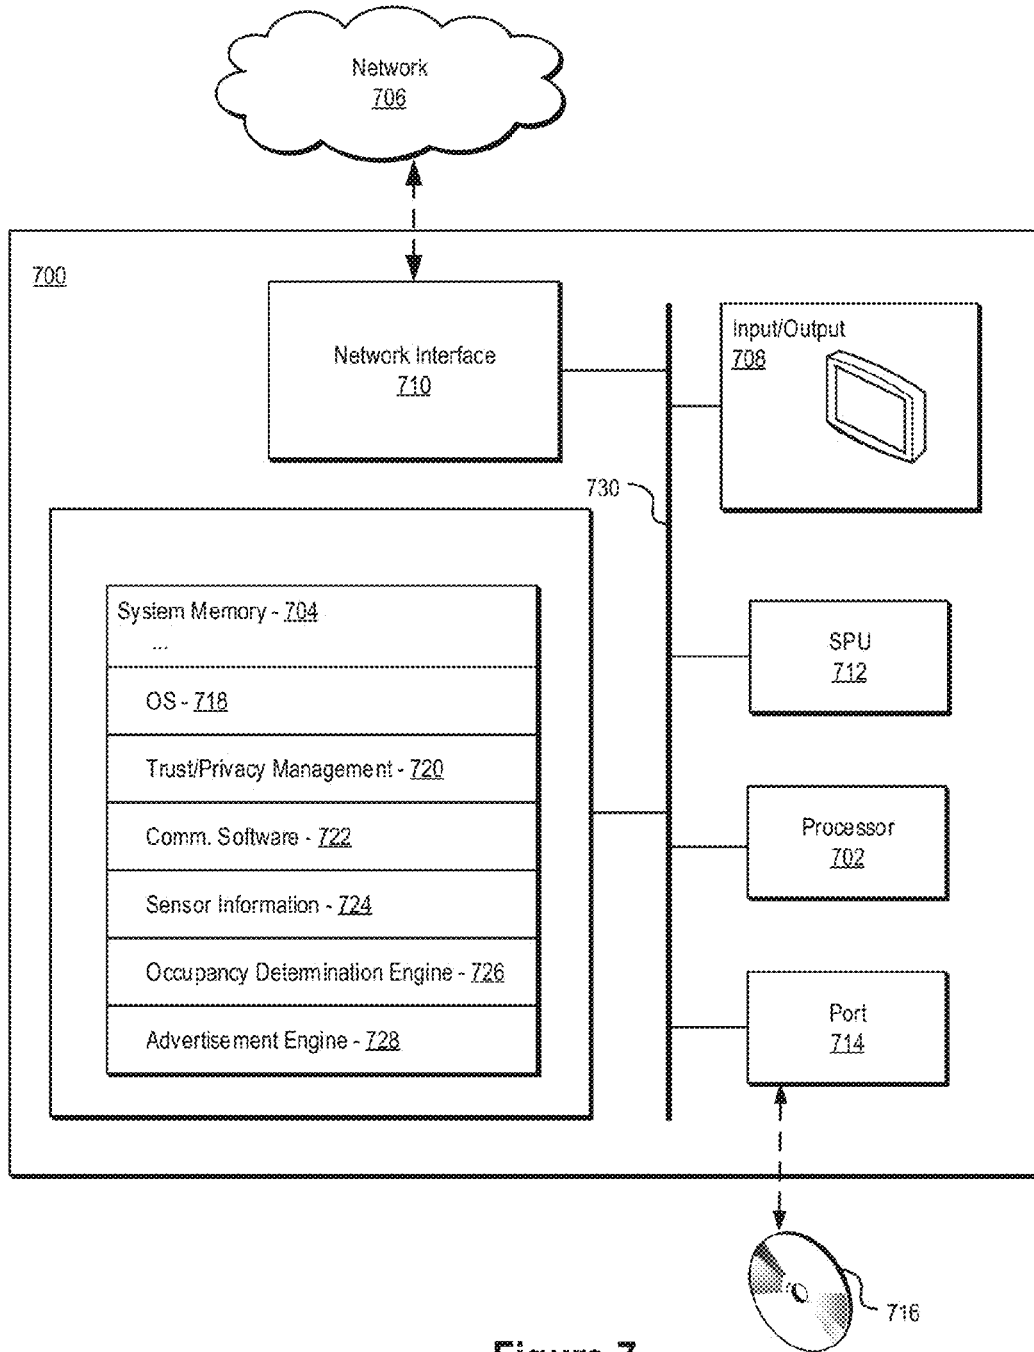 Network
706
700
Network Interface
710
Input/Output
708
730
System Memory - 704
...
OS - 718
Trust/Privacy Management - 720
Comm. Software - 722
Sensor Information - 724
Occupancy Determination Engine - 726
Advertisement Engine - 728
SPU
712
Processor
702
Port
714
716
Figure 7